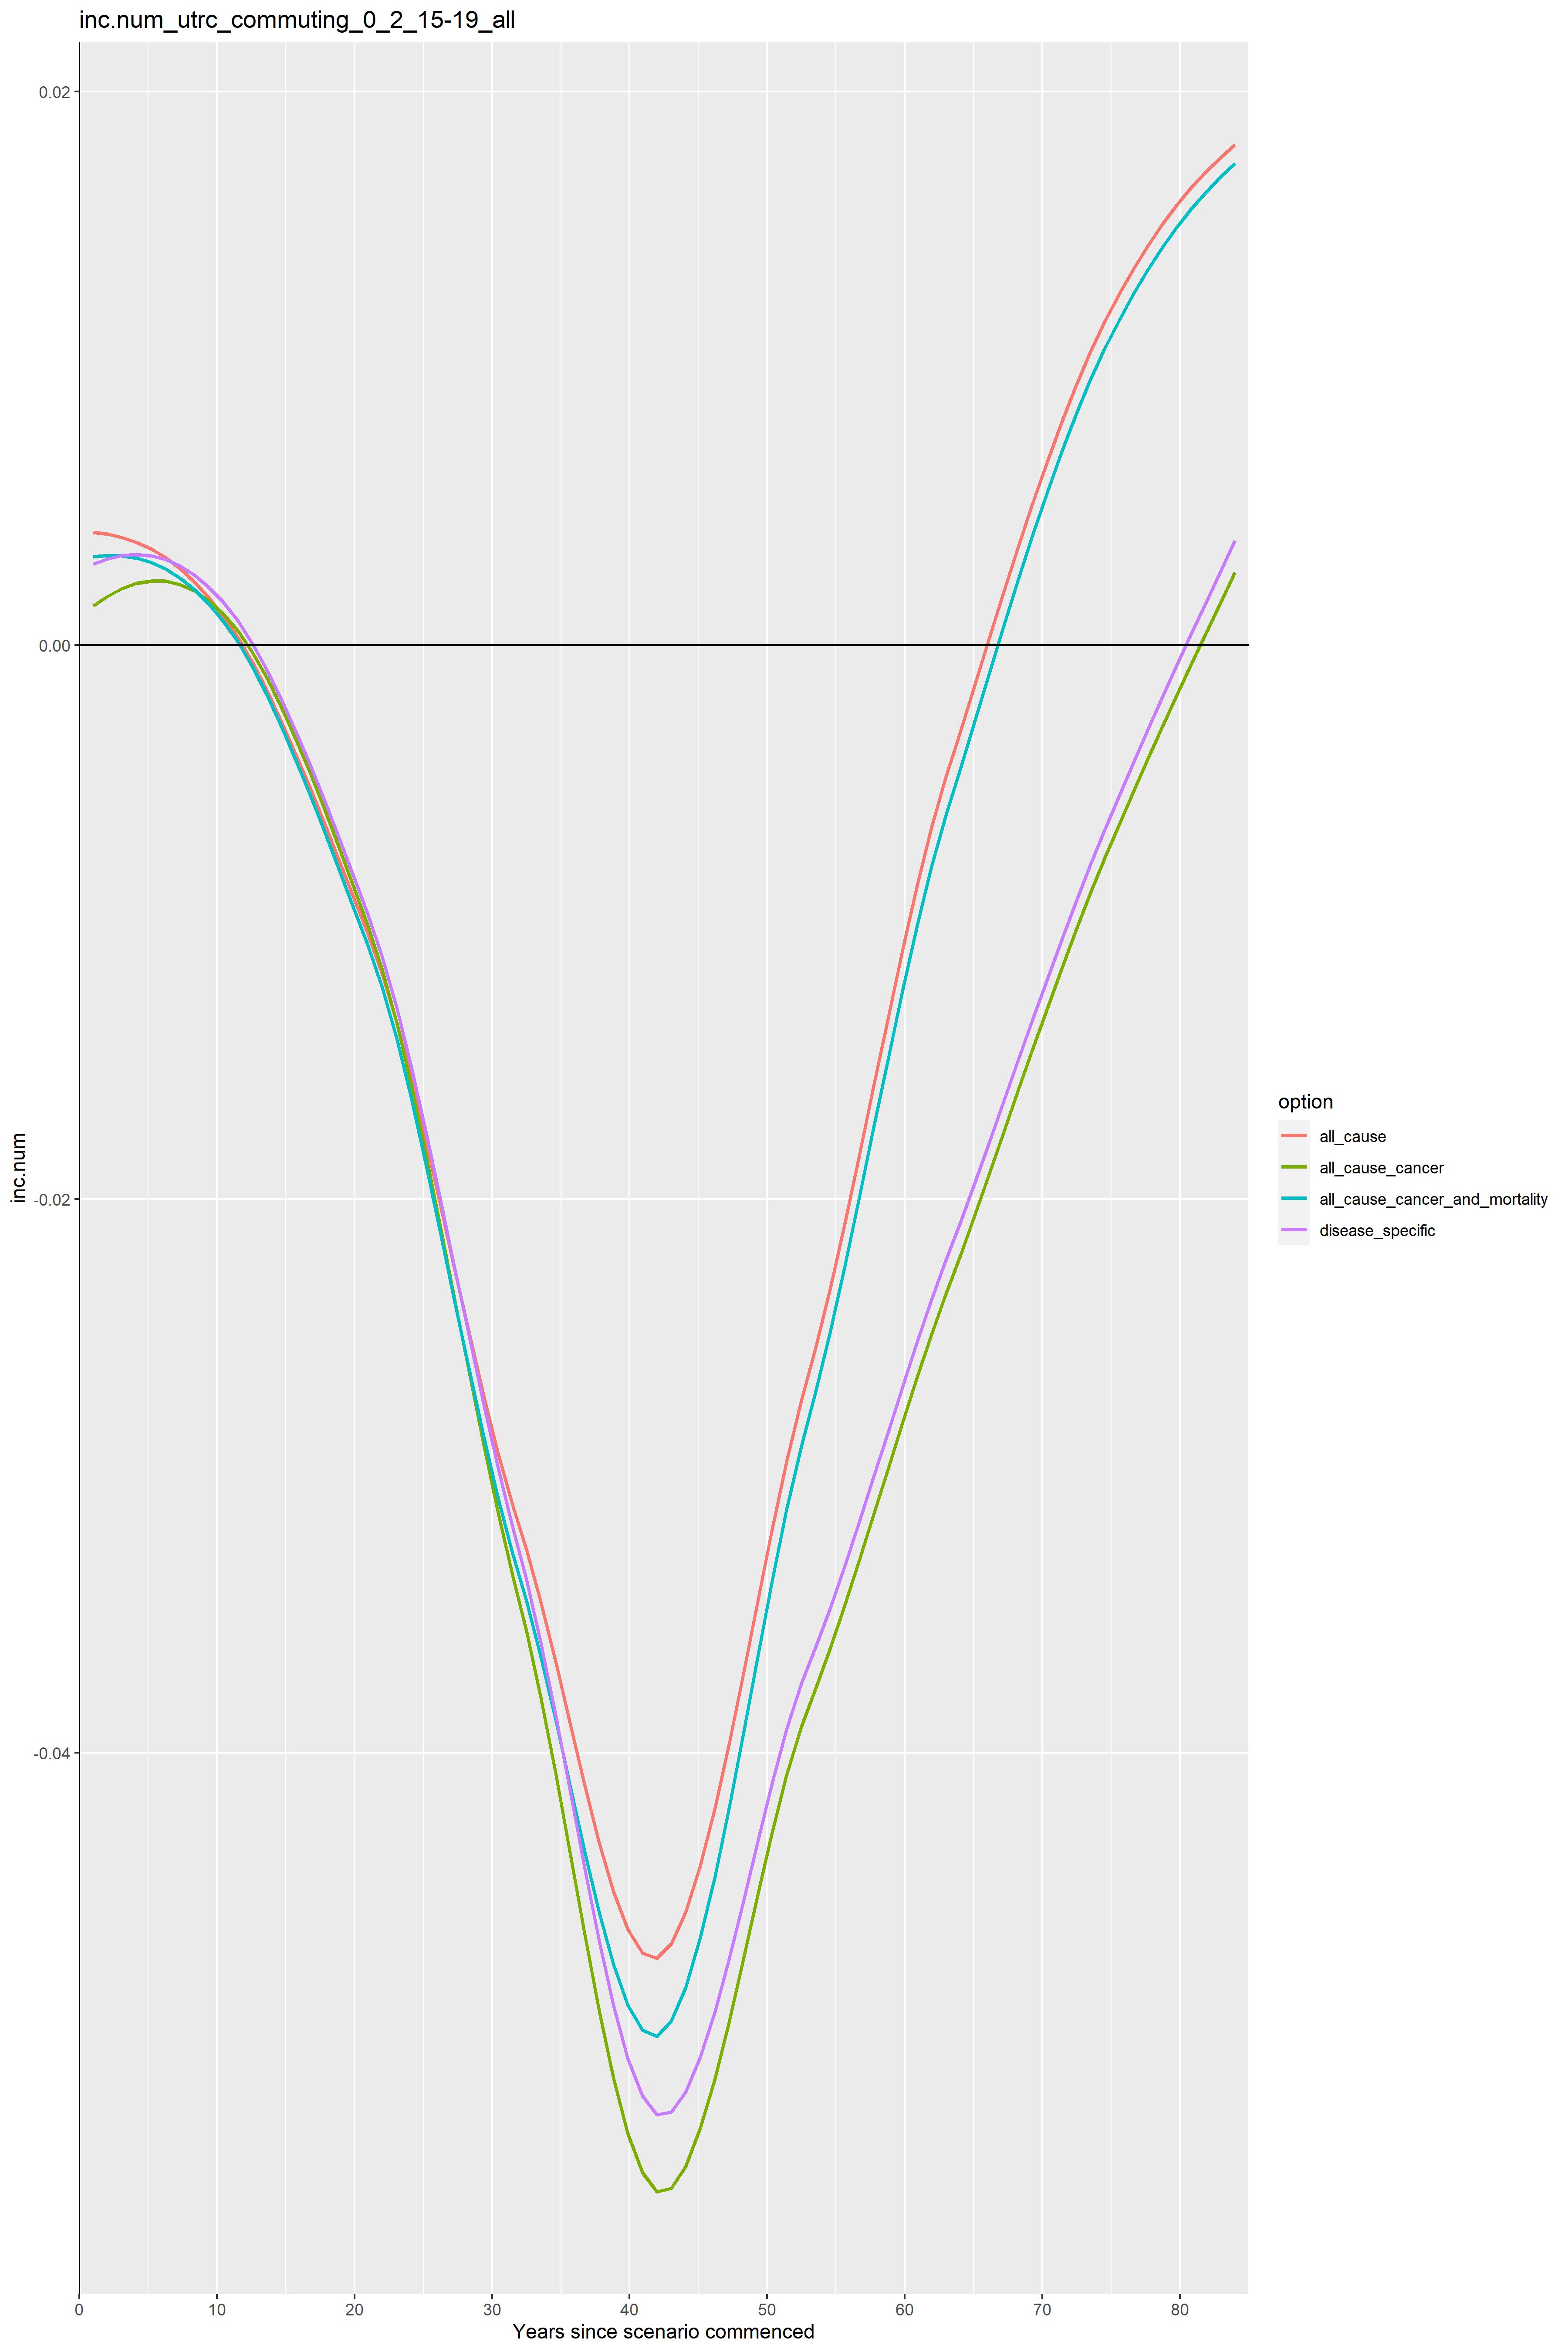 inc.num_utrc_commuting_0_2_15-19_all
0.02
0.00
-0.02
-0.04
inc.num
0 10 20 30 40 50 60 70 80
Years since scenario commenced
option
all_cause
all_cause_cancer
all_cause_cancer_and_mortality
disease_specific